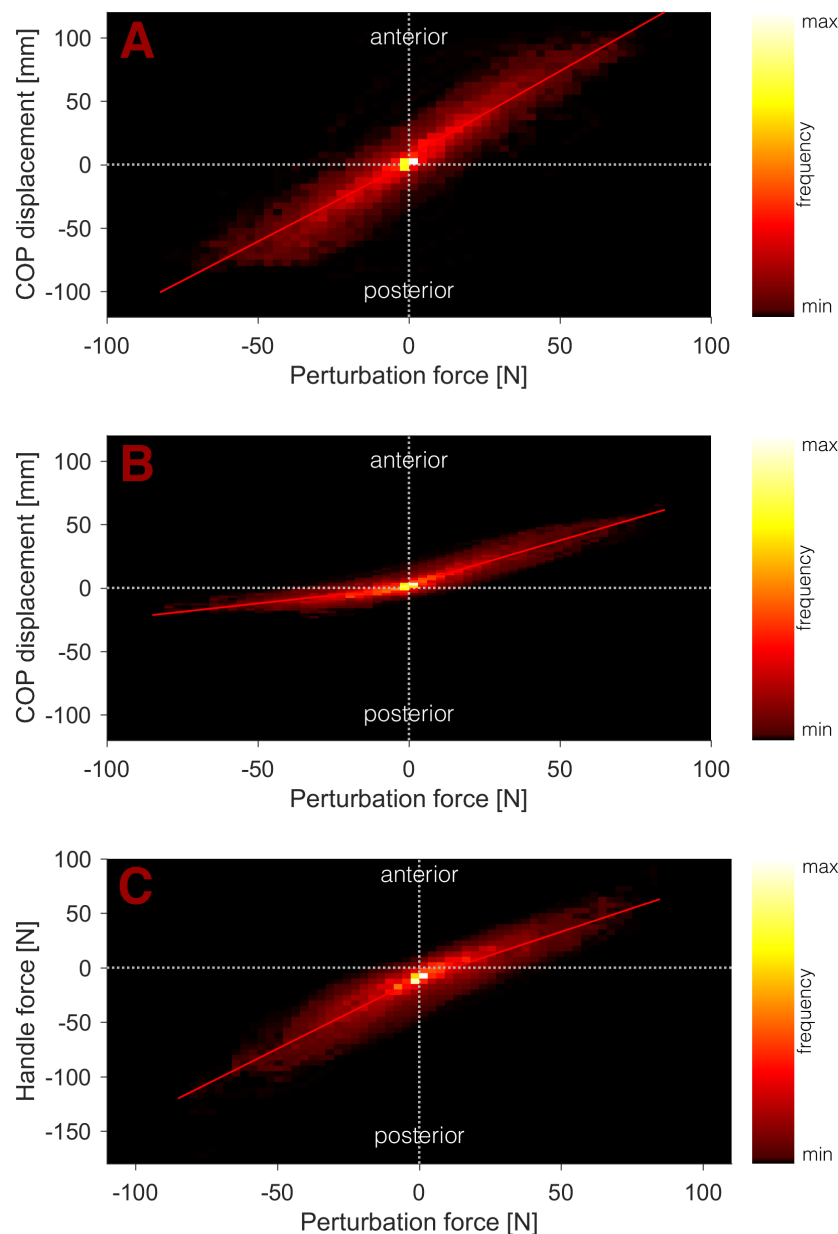 A
anterior
posterior
COP displacement [mm]
100
50
0
-50
-100
-100 -50 0 50 100
Perturbation force [N]
max
frequency
min
B
anterior
posterior
COP displacement [mm]
100
50
0
-50
-100
-100 -50 0 50 100
Perturbation force [N]
max
frequency
min
C
anterior
posterior
Handle force [N]
100
50
0
-50
-100
-150
-100 -50 0 50 100
Perturbation force [N]
max
frequency
min